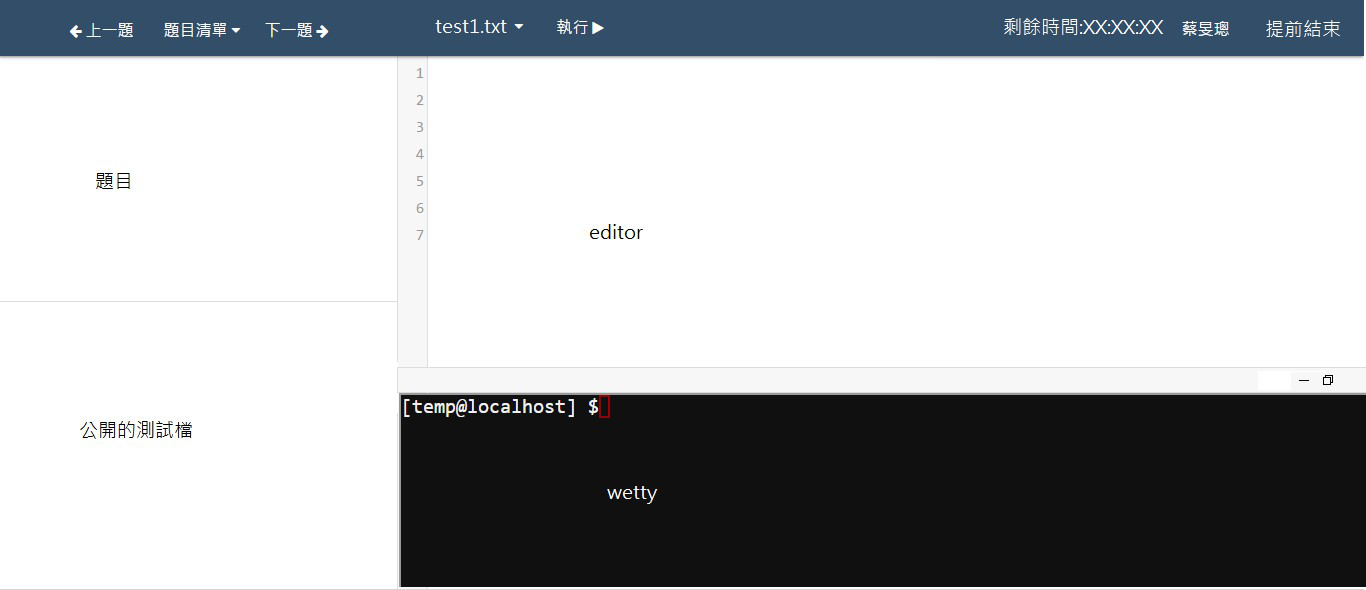 上一題 題目清單 下一題 test1.txt 執行 剩餘時間:XX:XX:XX 蔡旻璁 提前結束
題目
公開的測試檔
1
2
3
4
5
6
7
editor
[temp@localhost] $
wetty